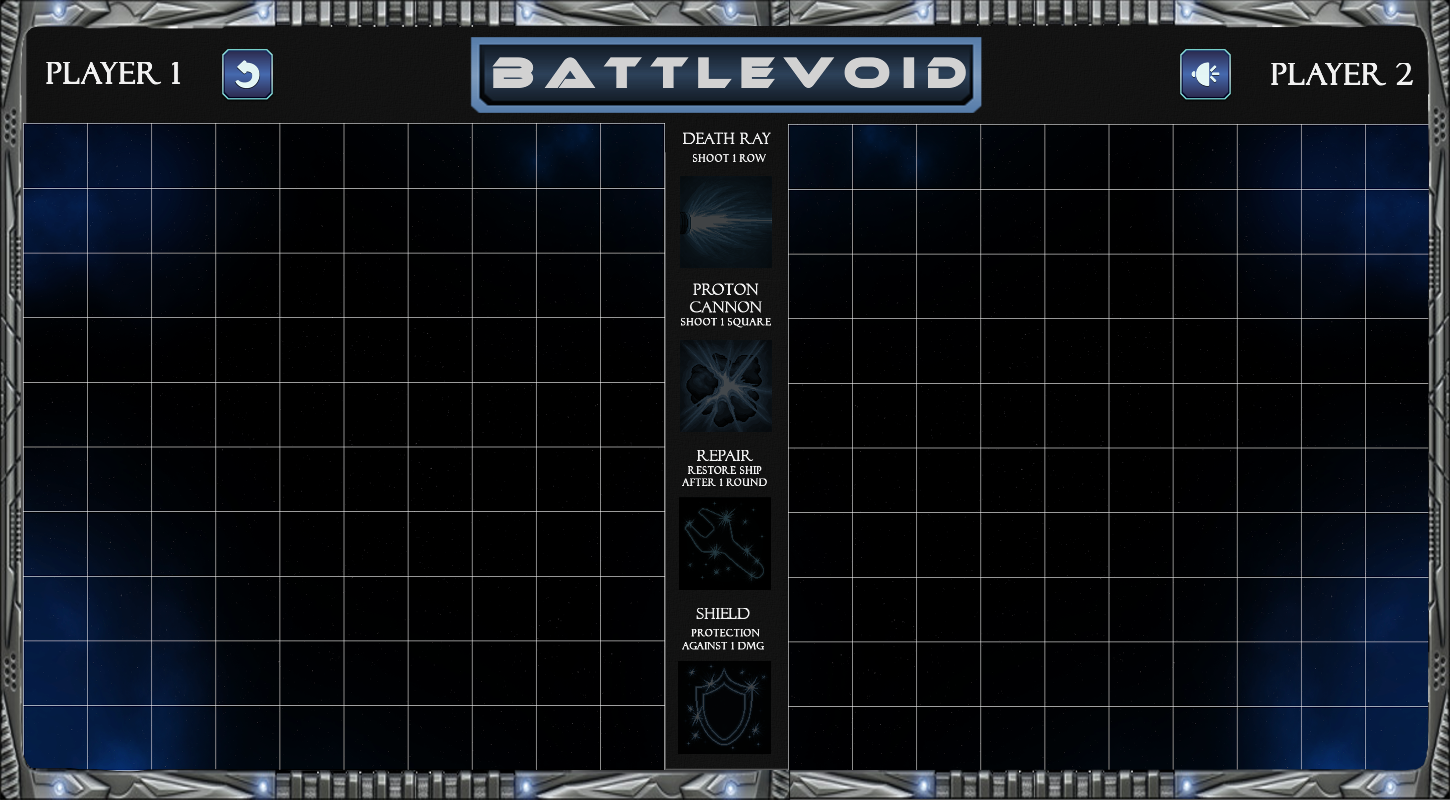 PLAYER 1
BATTLEVOID
PLAYER 2
DEATH RAY
SHOOT 1 ROW
PROTON
CANNON
SHOOT 1 SQUARE
REPAIR
RESTORE SHIP
AFTER 1 ROUND
SHIELD
PROTECTION
AGAINST 1 DMG